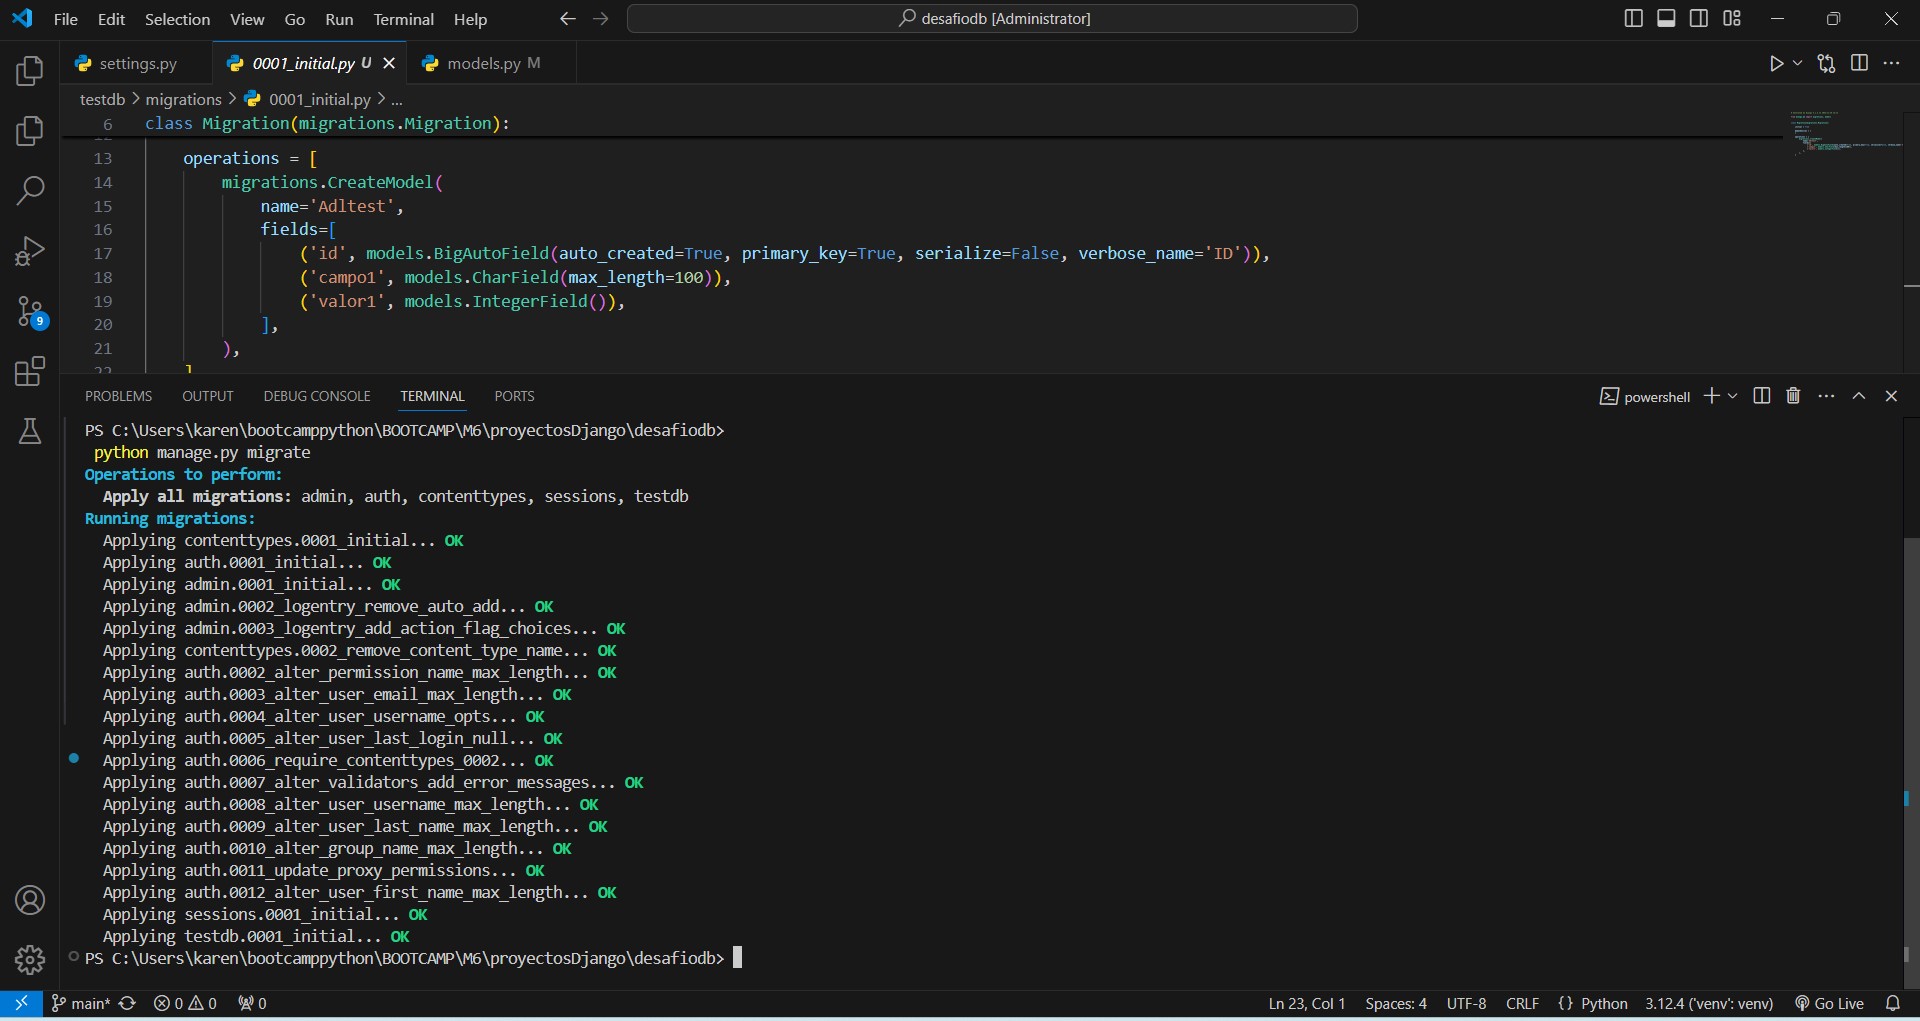 File Edit Selection View Go Run Terminal Help
desafiodb [Administrator]
settings.py
0001_initial.py U
models.py M
testdb > migrations > 0001_initial.py > ...
6 class Migration(migrations.Migration):
13 operations = [
14 migrations.CreateModel(
15 name='Adltest',
16 fields=[
17 ('id', models.BigAutoField(auto_created=True, primary_key=True, serialize=False, verbose_name='ID')),
18 ('campo1', models.CharField(max_length=100)),
19 ('valor1', models.IntegerField()),
20 ],
21 ),
22 ]
9
PROBLEMS OUTPUT DEBUG CONSOLE TERMINAL PORTS
powershell
PS C:\Users\karen\bootcamppython\BOOTCAMP\M6\proyectosDjango\desafiodb>
python manage.py migrate
Operations to perform:
Apply all migrations: admin, auth, contenttypes, sessions, testdb
Running migrations:
Applying contenttypes.0001_initial... OK
Applying auth.0001_initial... OK
Applying admin.0001_initial... OK
Applying admin.0002_logentry_remove_auto_add... OK
Applying admin.0003_logentry_add_action_flag_choices... OK
Applying contenttypes.0002_remove_content_type_name... OK
Applying auth.0002_alter_permission_name_max_length... OK
Applying auth.0003_alter_user_email_max_length... OK
Applying auth.0004_alter_user_username_opts... OK
Applying auth.0005_alter_user_last_login_null... OK
Applying auth.0006_require_contenttypes_0002... OK
Applying auth.0007_alter_validators_add_error_messages... OK
Applying auth.0008_alter_user_username_max_length... OK
Applying auth.0009_alter_user_last_name_max_length... OK
Applying auth.0010_alter_group_name_max_length... OK
Applying auth.0011_update_proxy_permissions... OK
Applying auth.0012_alter_user_first_name_max_length... OK
Applying sessions.0001_initial... OK
Applying testdb.0001_initial... OK
PS C:\Users\karen\bootcamppython\BOOTCAMP\M6\proyectosDjango\desafiodb>
main* 0 0 0 Ln 23, Col 1 Spaces: 4 UTF-8 CRLF {} Python 3.12.4 ('venv': venv) Go Live